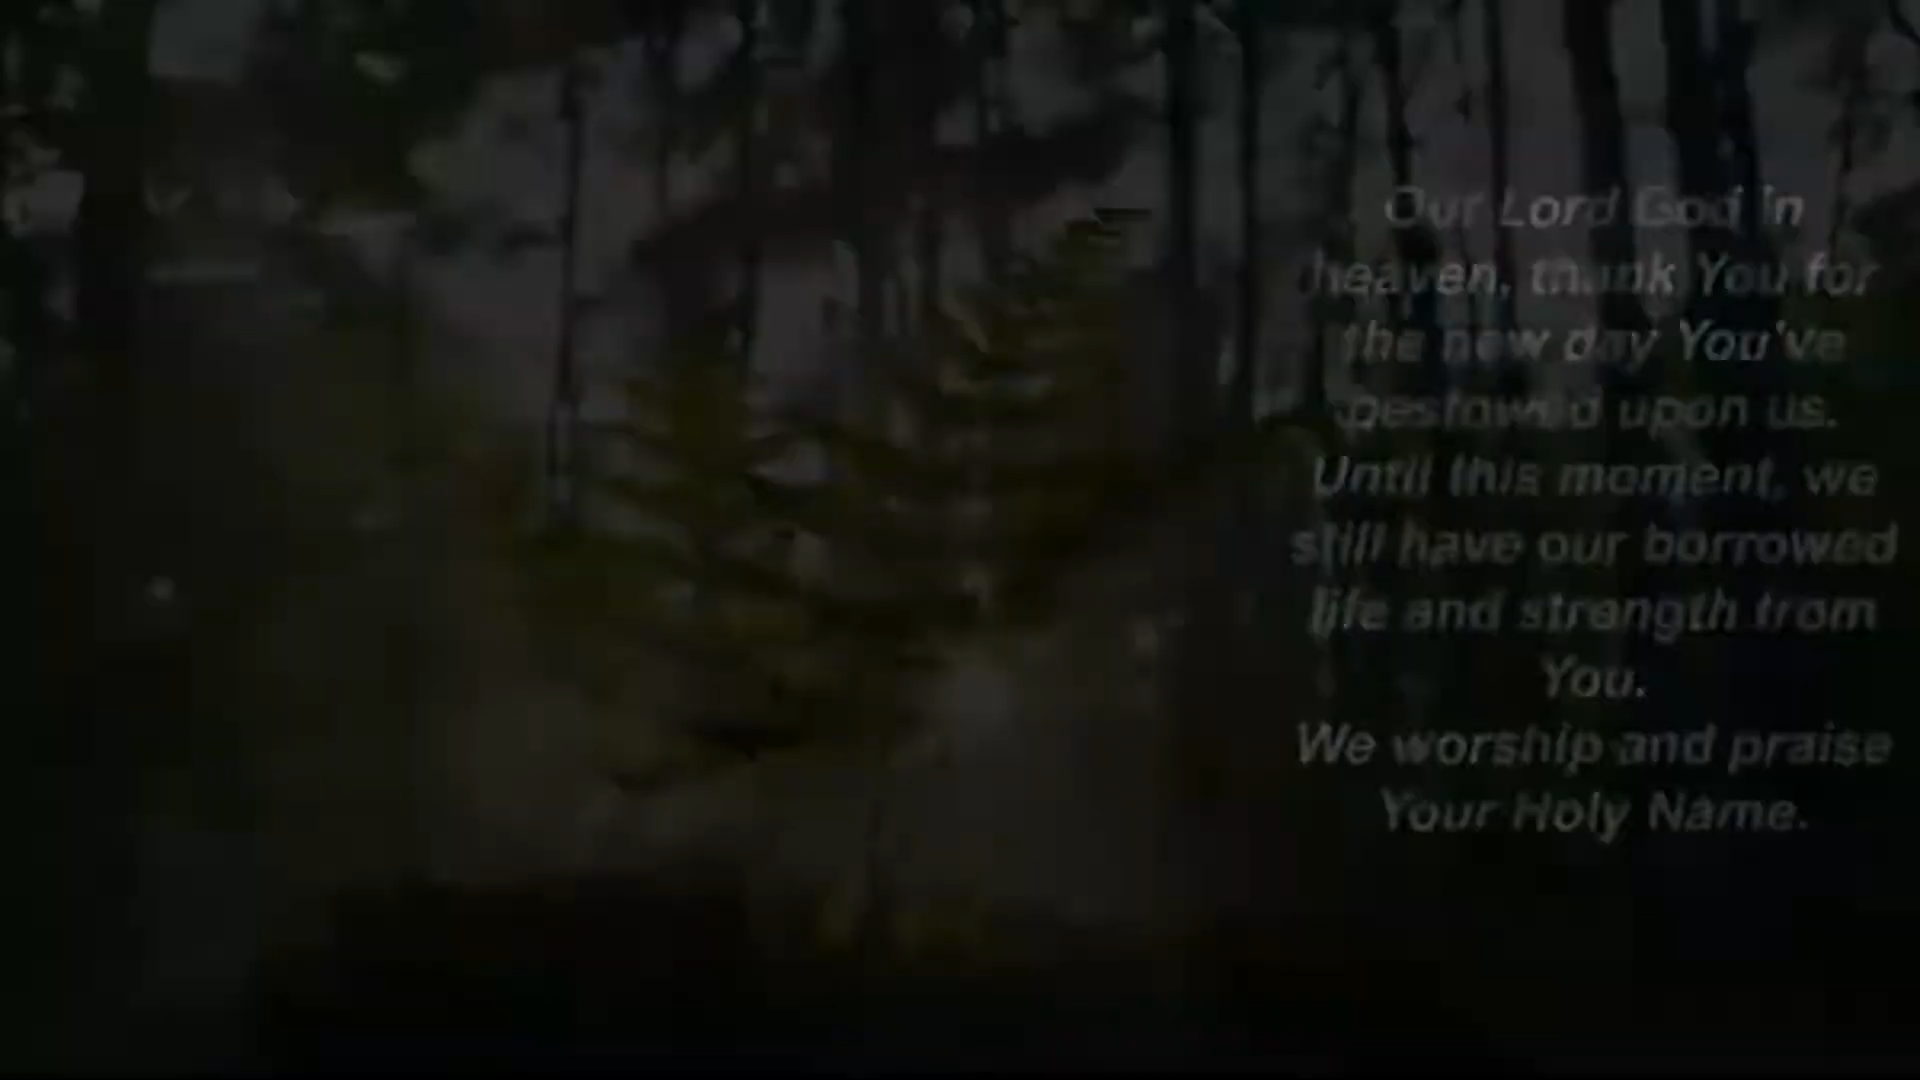 Our Lord God in
heaven, thank You for
the new day You've
bestowed upon us.
Until this moment, we
still have our borrowed
life and strength from
You.
We worship and praise
Your Holy Name.